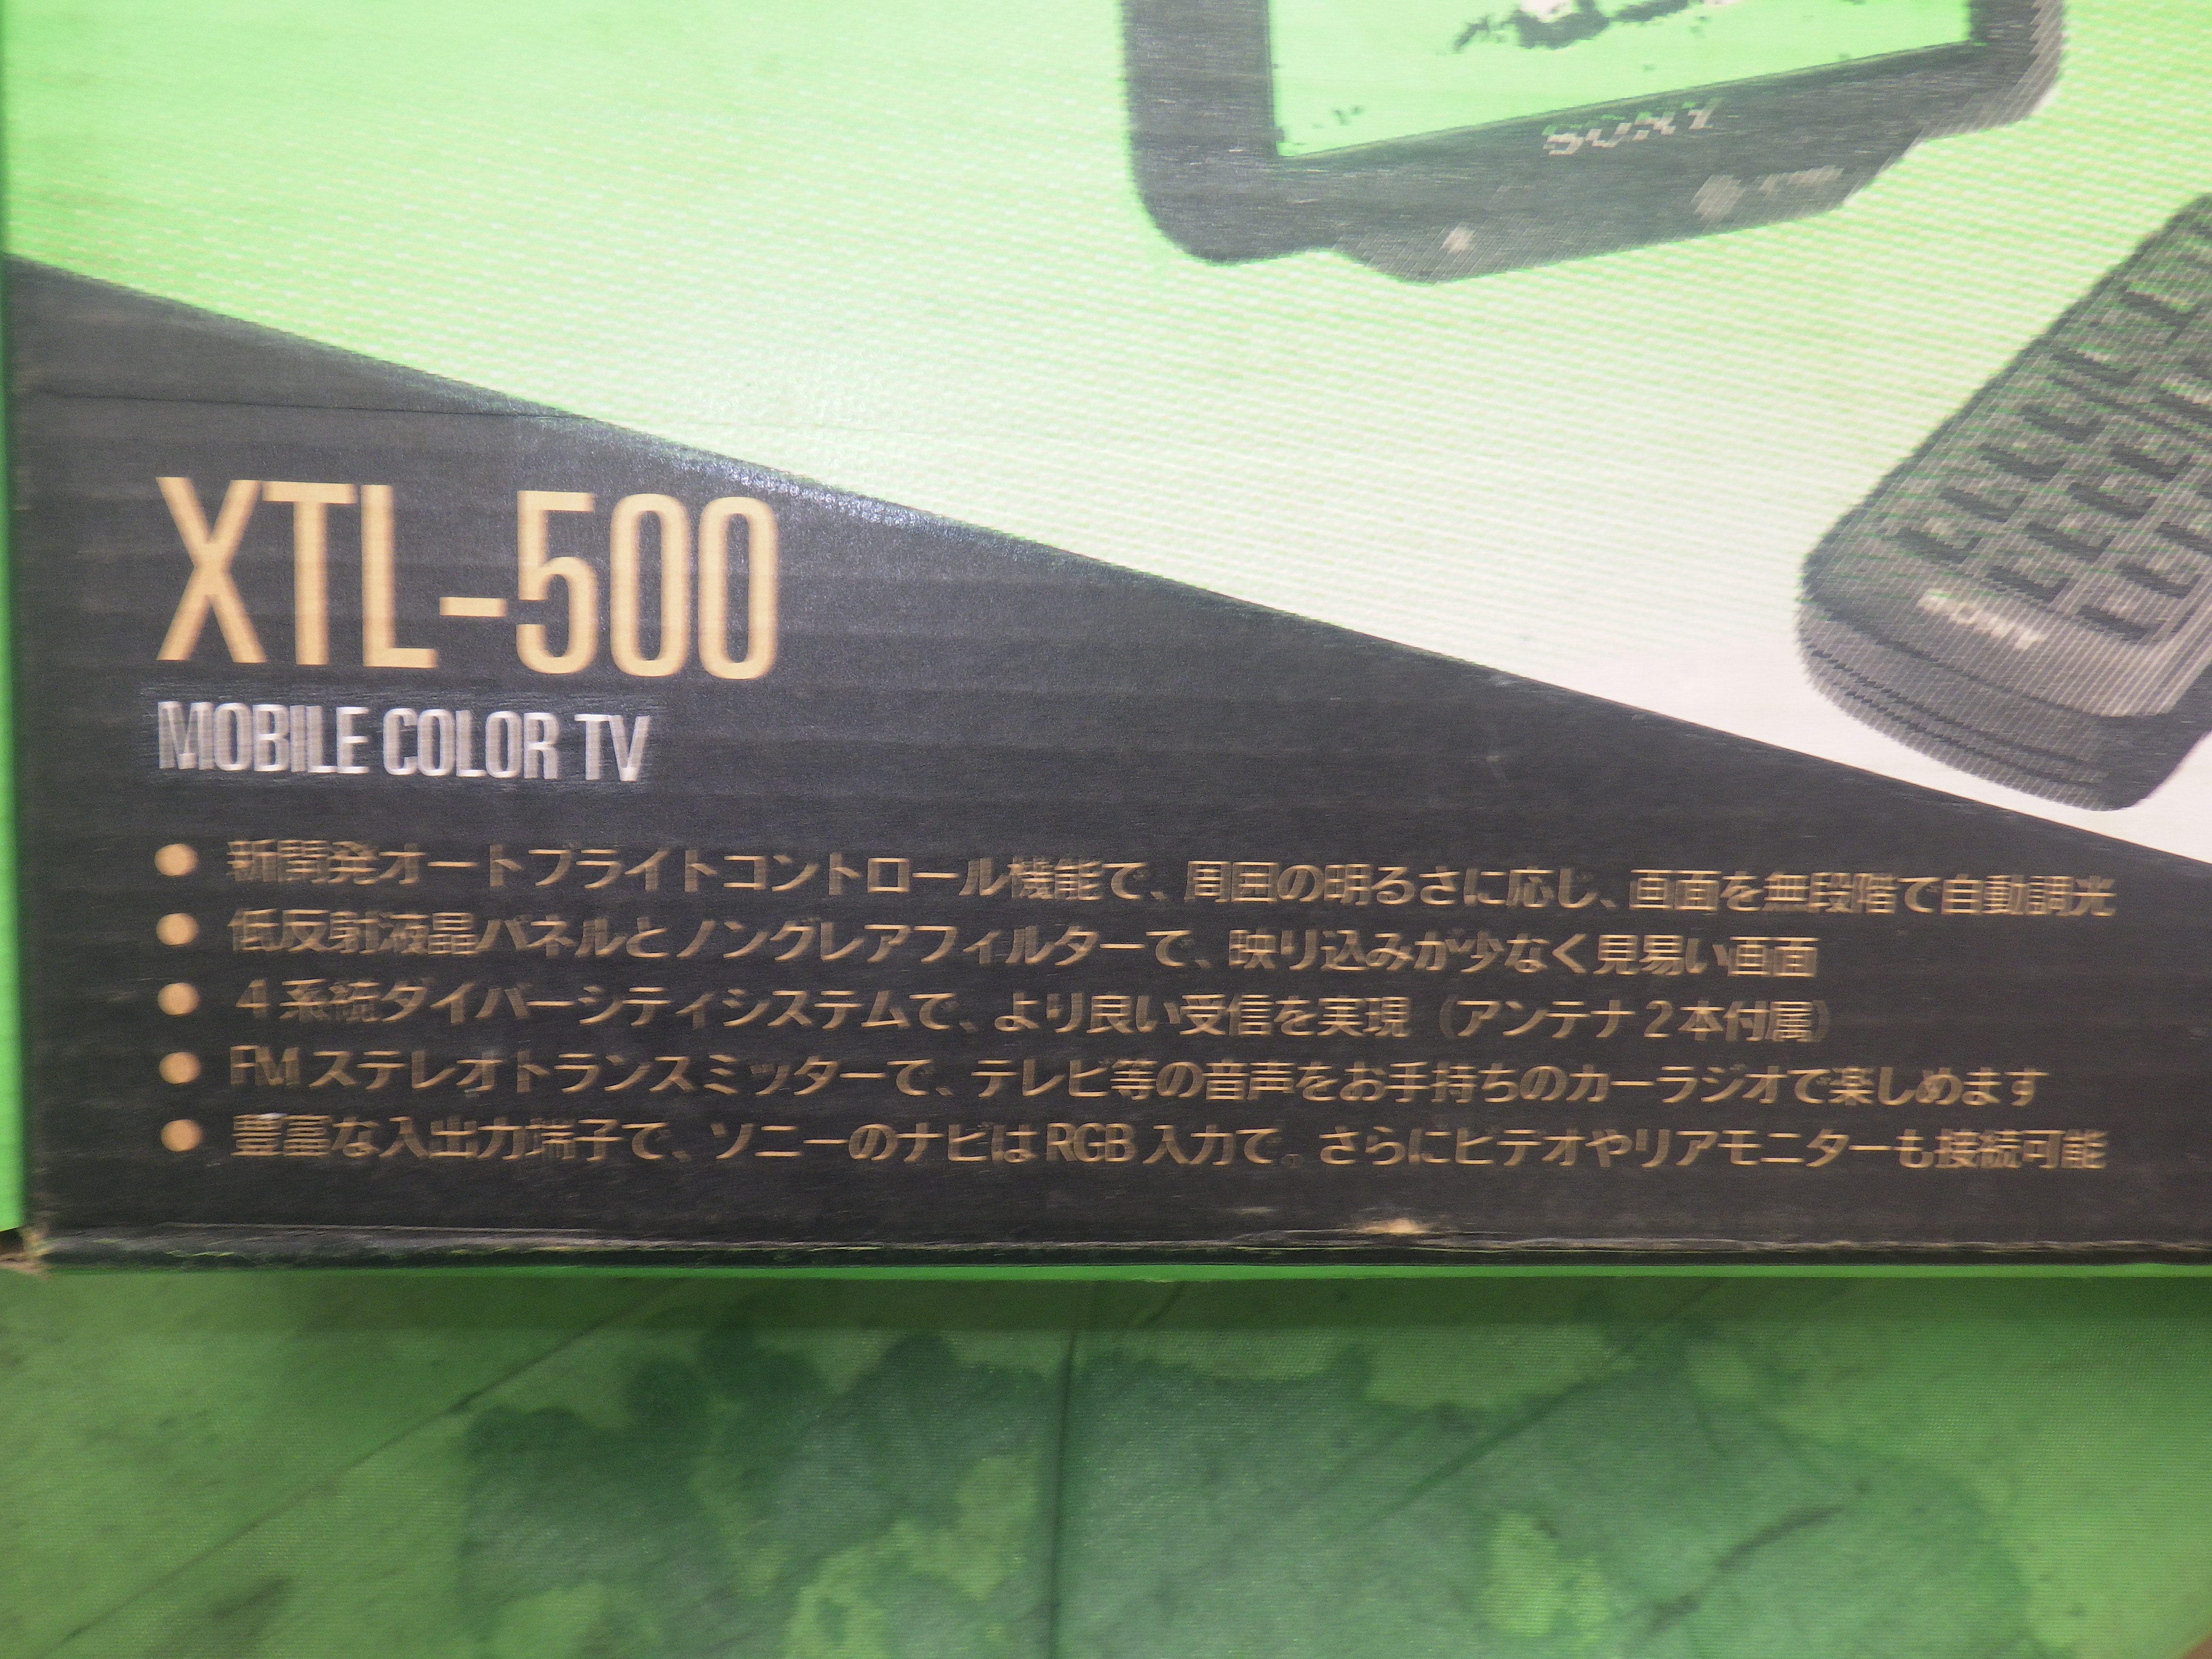 SONY
XTL-500
MOBILE COLOR TV
● 新開発オートブライトコントロール機能で、周囲の明るさに応じ、画面を無段階で自動調光
● 低反射液晶パネルとノングレアフィルターで、映り込みが少なく見易い画面
● 4系統ダイバーシティシステムで、より良い受信を実現（アンテナ2本付属）
● FMステレオトランスミッターで、テレビ等の音声をお手持ちのカーラジオで楽しめます
● 豊富な入出力端子で、ソニーのナビはRGB入力で。さらにビデオやリアモニターも接続可能